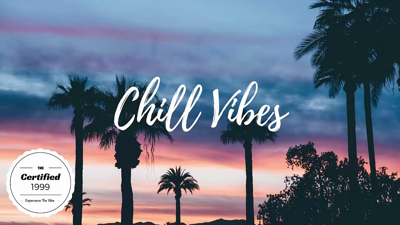 Chill Vibes
THE
Certified
1999
Experience The Vibe